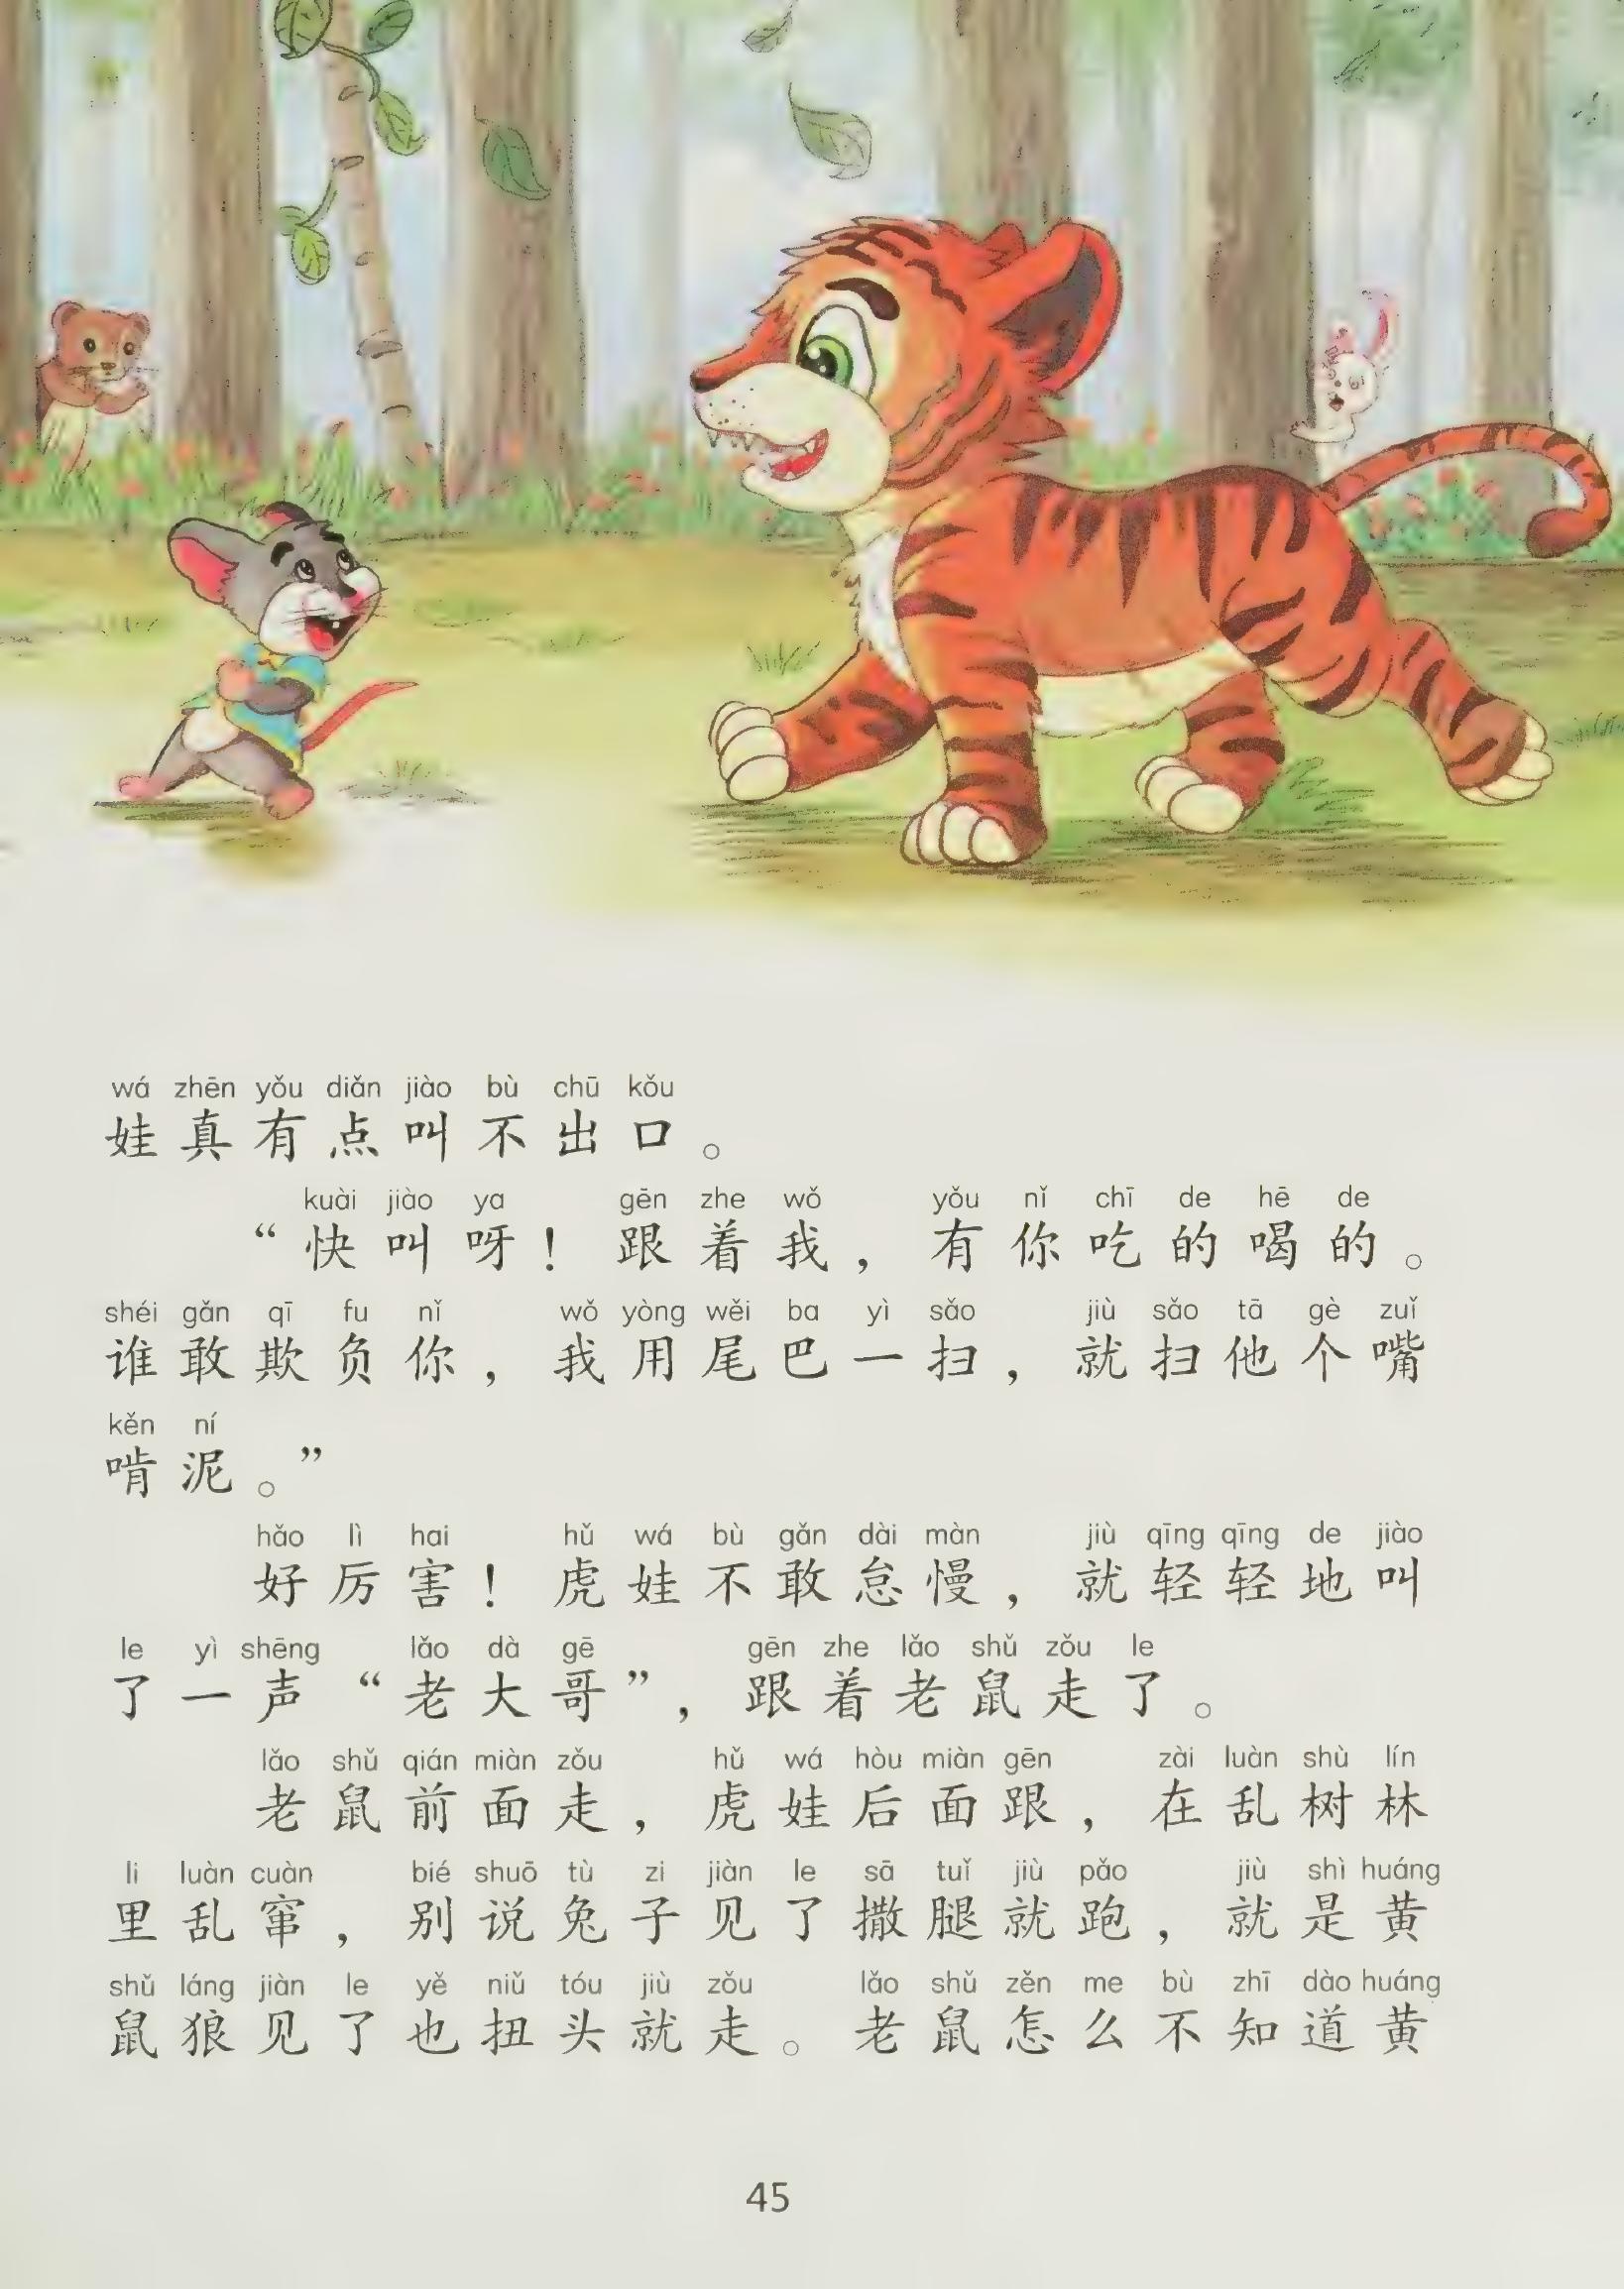 wá zhēn yǒu diǎn jiào bù chū kǒu
娃真有点叫不出口。
kuài jiào ya gēn zhe wǒ yǒu nǐ chī de hē de
“快叫呀！跟着我，有你吃的喝的。
shéi gǎn qī fu nǐ wǒ yòng wěi ba yì sǎo jiù sǎo tā gè zuǐ
谁敢欺负你，我用尾巴一扫，就扫他个嘴
kěn ní
啃泥。”
hǎo lì hai hǔ wá bù gǎn dài màn jiù qīng qīng de jiào
好厉害！虎娃不敢怠慢，就轻轻地叫
le yì shēng lǎo dà gē gēn zhe lǎo shǔ zǒu le
了一声“老大哥”，跟着老鼠走了。
lǎo shǔ qián miàn zǒu hǔ wá hòu miàn gēn zài luàn shù lín
老鼠前面走，虎娃后面跟，在乱树林
li luàn cuàn bié shuō tù zi jiàn le sā tuǐ jiù pǎo jiù shì huáng
里乱窜，别说兔子见了撒腿就跑，就是黄
shǔ láng jiàn le yě niǔ tóu jiù zǒu lǎo shǔ zěn me bù zhī dào huáng
鼠狼见了也扭头就走。老鼠怎么不知道黄
45